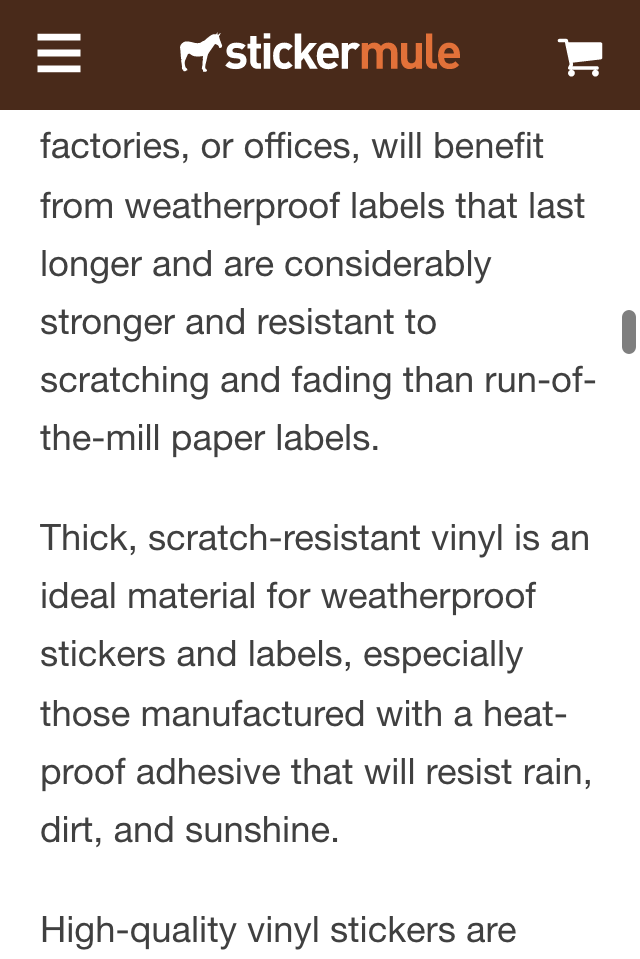 stickermule
factories, or offices, will benefit
from weatherproof labels that last
longer and are considerably
stronger and resistant to
scratching and fading than run-of-
the-mill paper labels.
Thick, scratch-resistant vinyl is an
ideal material for weatherproof
stickers and labels, especially
those manufactured with a heat-
proof adhesive that will resist rain,
dirt, and sunshine.
High-quality vinyl stickers are